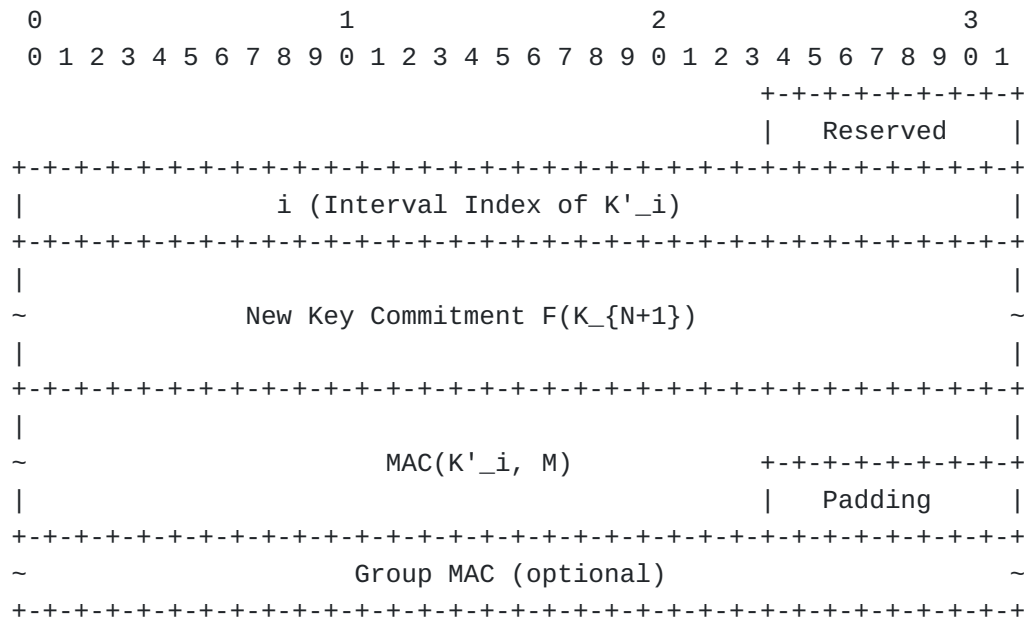 0                   1                   2                   3
 0 1 2 3 4 5 6 7 8 9 0 1 2 3 4 5 6 7 8 9 0 1 2 3 4 5 6 7 8 9 0 1
                                                +-+-+-+-+-+-+-+-+
                                                |   Reserved    |
+-+-+-+-+-+-+-+-+-+-+-+-+-+-+-+-+-+-+-+-+-+-+-+-+-+-+-+-+-+-+-+-+
|                i (Interval Index of K'_i)                     |
+-+-+-+-+-+-+-+-+-+-+-+-+-+-+-+-+-+-+-+-+-+-+-+-+-+-+-+-+-+-+-+-+
|                                                               |
~              New Key Commitment F(K_{N+1})                    ~
|                                                               |
+-+-+-+-+-+-+-+-+-+-+-+-+-+-+-+-+-+-+-+-+-+-+-+-+-+-+-+-+-+-+-+-+
|                                                               |
~                       MAC(K'_i, M)            +-+-+-+-+-+-+-+-+
|                                               |   Padding     |
+-+-+-+-+-+-+-+-+-+-+-+-+-+-+-+-+-+-+-+-+-+-+-+-+-+-+-+-+-+-+-+-+
~                     Group MAC (optional)                      ~
+-+-+-+-+-+-+-+-+-+-+-+-+-+-+-+-+-+-+-+-+-+-+-+-+-+-+-+-+-+-+-+-+